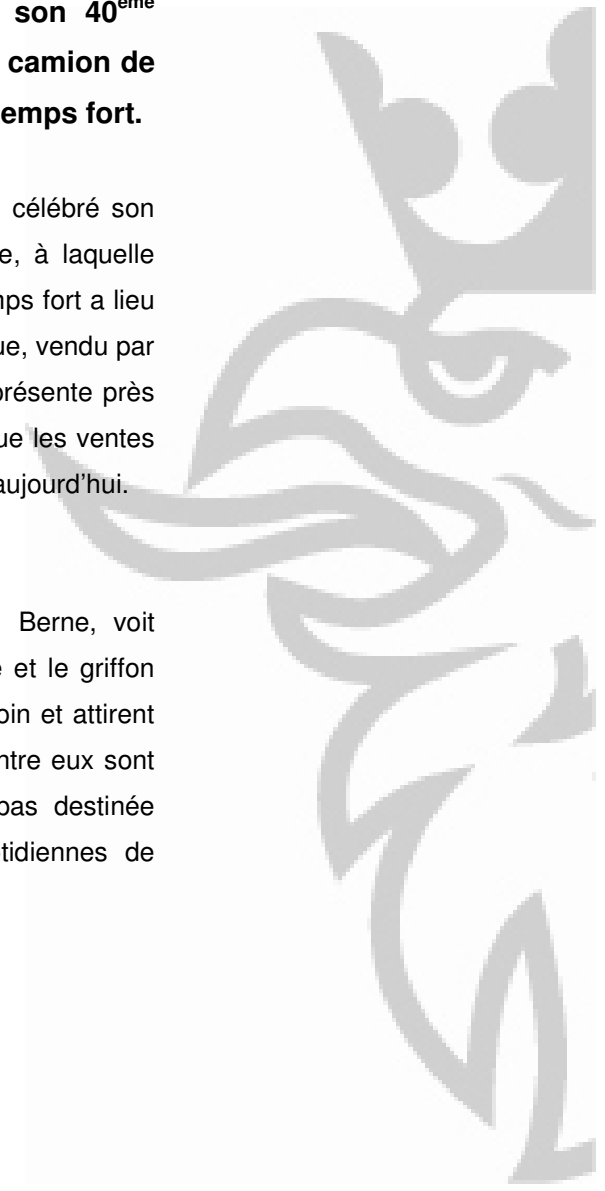 son 40ème
camion de
emps fort.
célébré son
e, à laquelle
nps fort a lieu
ue, vendu par
présente près
ue les ventes
aujourd'hui.
Berne, voit
e et le griffon
oin et attirent
ntre eux sont
pas destinée
tidiennes de